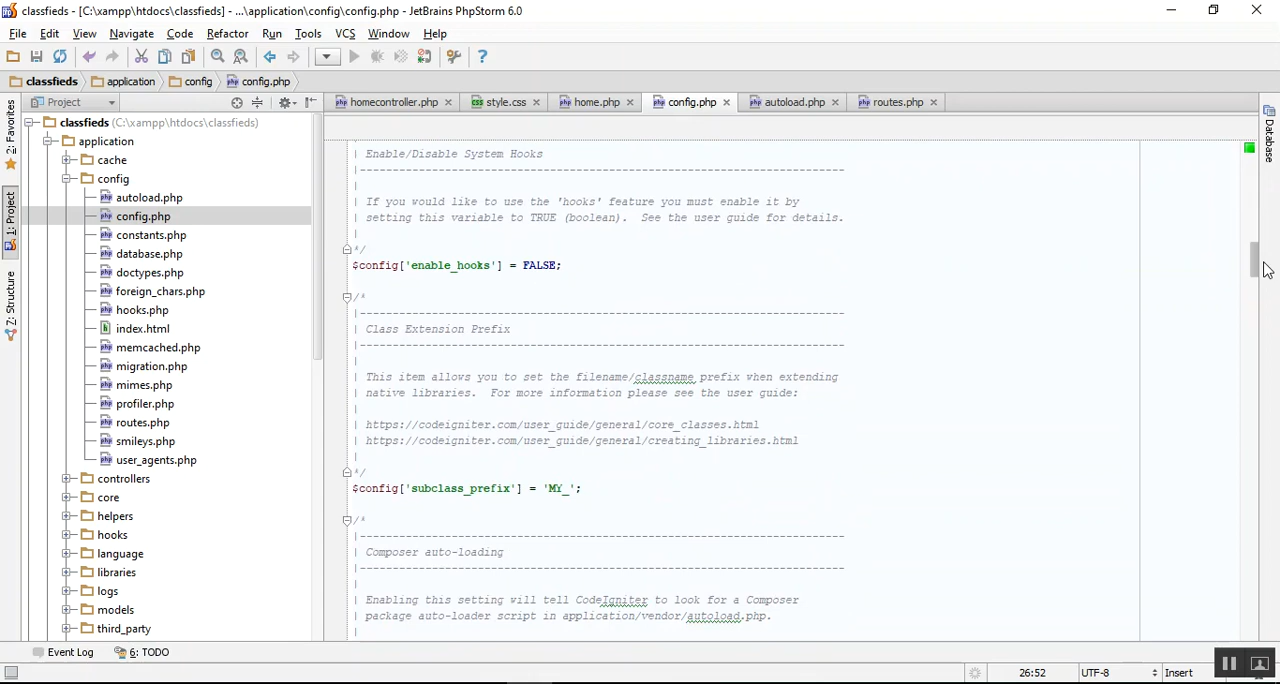 classfieds - [C:\xampp\htdocs\classfieds] - ...\application\config\config.php - JetBrains PhpStorm 6.0
File Edit View Navigate Code Refactor Run Tools VCS Window Help
classfieds application config config.php
Project
homecontroller.php style.css home.php config.php autoload.php routes.php
2: Favorites
1: Project
Z: Structure
Database
classfieds (C:\xampp\htdocs\classfieds)
application
cache
config
autoload.php
config.php
constants.php
database.php
doctypes.php
foreign_chars.php
hooks.php
index.html
memcached.php
migration.php
mimes.php
profiler.php
routes.php
smileys.php
user_agents.php
controllers
core
helpers
hooks
language
libraries
logs
models
third_party
| Enable/Disable System Hooks
|--------------------------------------------------------------------------
|
| If you would like to use the 'hooks' feature you must enable it by
| setting this variable to TRUE (boolean).  See the user guide for details.
|
*/
$config['enable_hooks'] = FALSE;
/*
|--------------------------------------------------------------------------
| Class Extension Prefix
|--------------------------------------------------------------------------
|
| This item allows you to set the filename/classname prefix when extending
| native libraries.  For more information please see the user guide:
|
| https://codeigniter.com/user_guide/general/core_classes.html
| https://codeigniter.com/user_guide/general/creating_libraries.html
|
*/
$config['subclass_prefix'] = 'MY_';
/*
|--------------------------------------------------------------------------
| Composer auto-loading
|--------------------------------------------------------------------------
|
| Enabling this setting will tell CodeIgniter to look for a Composer
| package auto-loader script in application/vendor/autoload.php.
|
Event Log 6: TODO
26:52 UTF-8 Insert